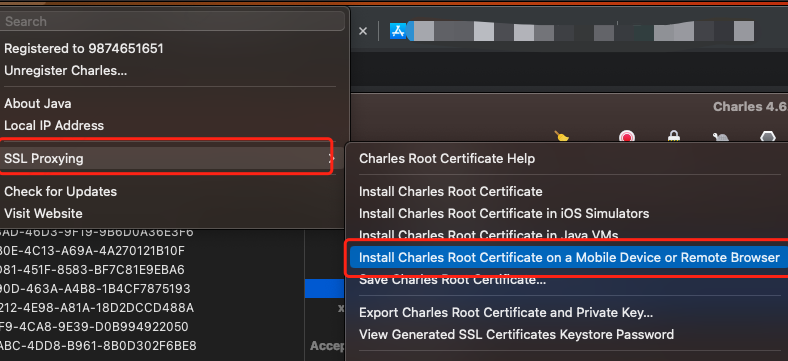 Search
Registered to 9874651651
Unregister Charles...
About Java
Local IP Address
SSL Proxying
Check for Updates
Visit Website
Charles 4.6
Charles Root Certificate Help
Install Charles Root Certificate
Install Charles Root Certificate in iOS Simulators
Install Charles Root Certificate in Java VMs
Install Charles Root Certificate on a Mobile Device or Remote Browser
Save Charles Root Certificate...
Export Charles Root Certificate and Private Key...
View Generated SSL Certificates Keystore Password
AD-46D3-9F19-9B6D0A36E3F6
0E-4C13-A69A-4A270121B10F
D81-451F-8583-BF7C81E9EBA6
90D-463A-A4B8-1B4CF7875193
212-4E98-A81A-18D2DCCD488A
F9-4CA8-9E39-D0B994922050
ABC-4DD8-B961-8B0D302F6BE8
x
Accep